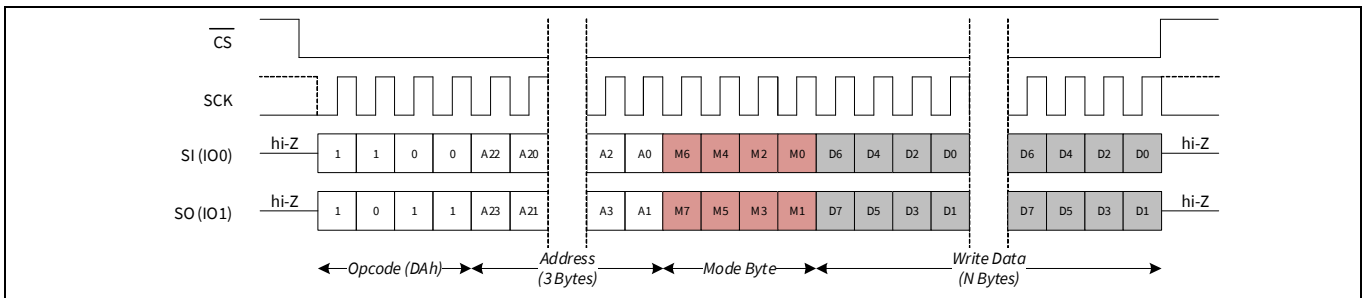 CS
SCK
SI (IO0) hi-Z 1 1 0 0 A22 A20 A2 A0 M6 M4 M2 M0 D6 D4 D2 D0 D6 D4 D2 D0 hi-Z
SO (IO1) hi-Z 1 0 1 1 A23 A21 A3 A1 M7 M5 M3 M1 D7 D5 D3 D1 D7 D5 D3 D1 hi-Z
Opcode (DAh) Address Mode Byte Write Data
(3 Bytes) (N Bytes)